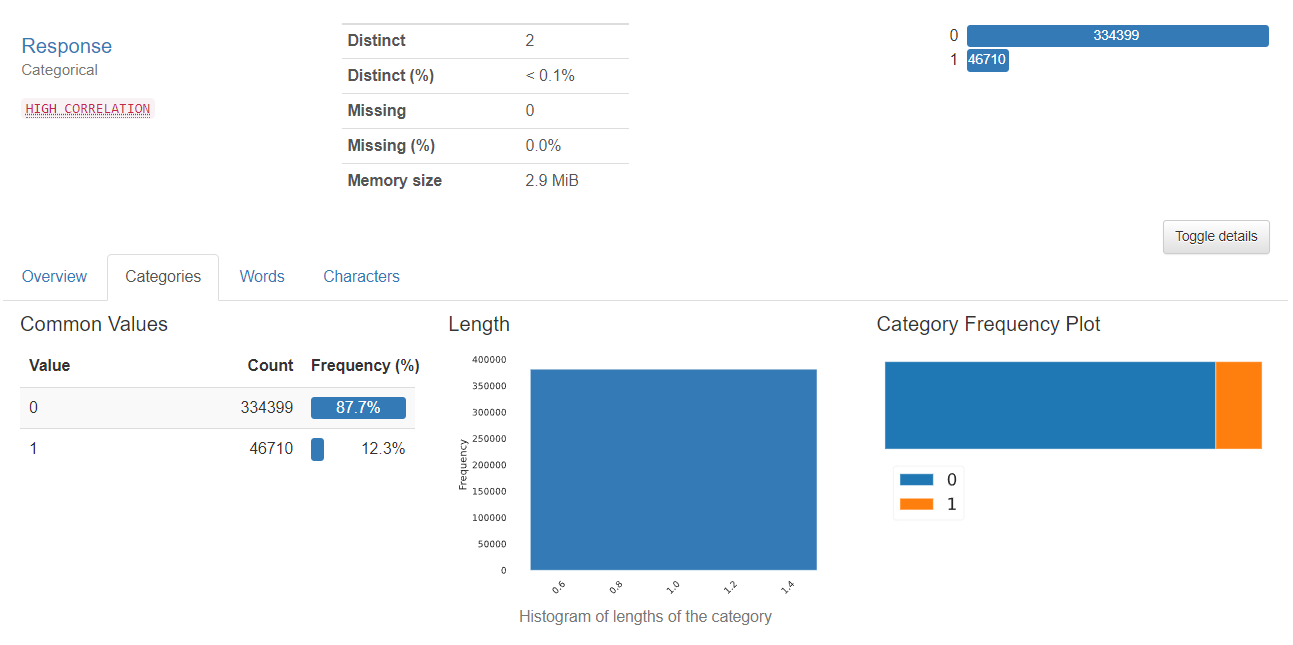 Response
Categorical
HIGH CORRELATION
Distinct 2
Distinct (%) < 0.1%
Missing 0
Missing (%) 0.0%
Memory size 2.9 MiB
0 334399
1 46710
Toggle details
Overview Categories Words Characters
Common Values
Value Count Frequency (%)
0 334399 87.7%
1 46710 12.3%
Length
400000
350000
300000
250000
200000
150000
100000
50000
0
Frequency
0.6 0.8 1.0 1.2 1.4
Histogram of lengths of the category
Category Frequency Plot
0
1